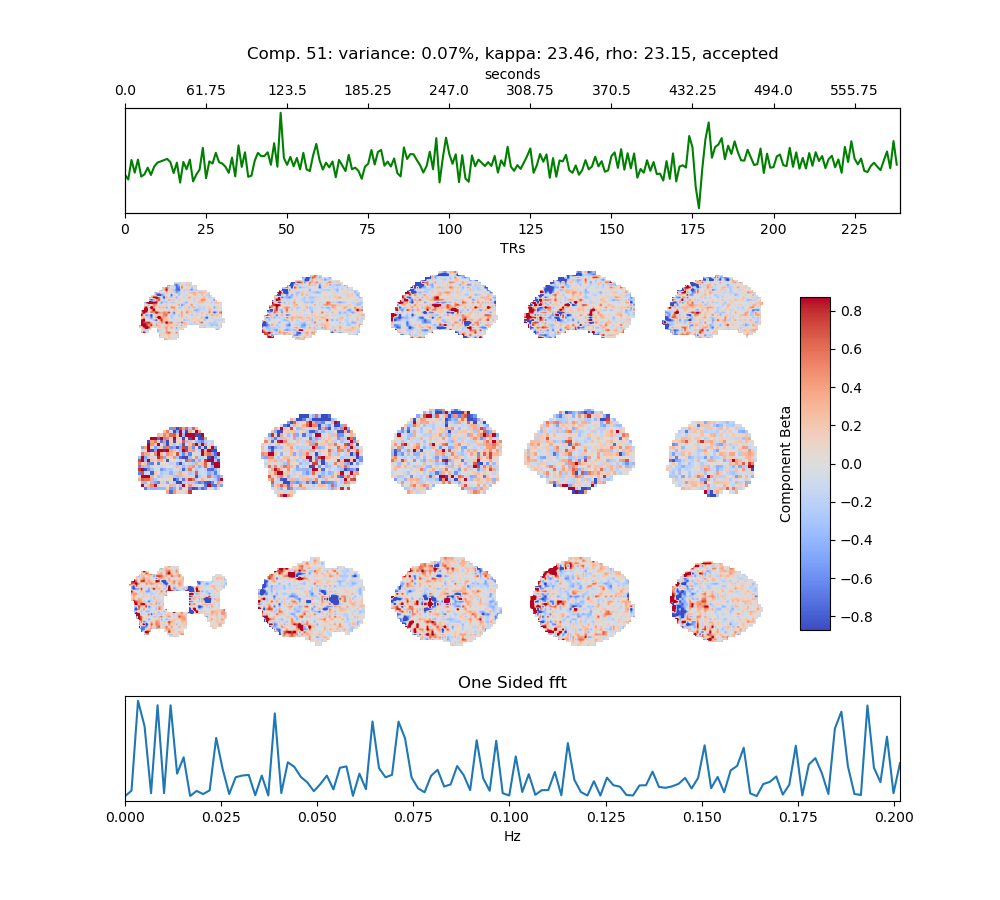 Comp. 51: variance: 0.07%, kappa: 23.46, rho: 23.15, accepted
seconds
0.0 61.75 123.5 185.25 247.0 308.75 370.5 432.25 494.0 555.75
0 25 50 75 100 125 150 175 200 225
TRs
0.8
0.6
0.4
0.2
0.0
−0.2
−0.4
−0.6
−0.8
Component Beta
One Sided fft
0.000 0.025 0.050 0.075 0.100 0.125 0.150 0.175 0.200
Hz